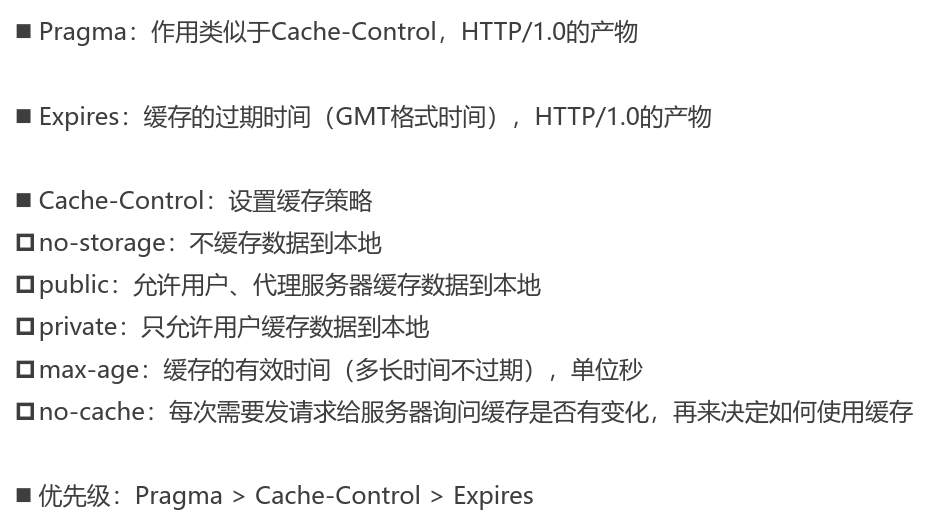 ■ Pragma：作用类似于Cache-Control，HTTP/1.0的产物
■ Expires：缓存的过期时间（GMT格式时间），HTTP/1.0的产物
■ Cache-Control：设置缓存策略
□ no-storage：不缓存数据到本地
□ public：允许用户、代理服务器缓存数据到本地
□ private：只允许用户缓存数据到本地
□ max-age：缓存的有效时间（多长时间不过期），单位秒
□ no-cache：每次需要发请求给服务器询问缓存是否有变化，再来决定如何使用缓存
■ 优先级：Pragma > Cache-Control > Expires